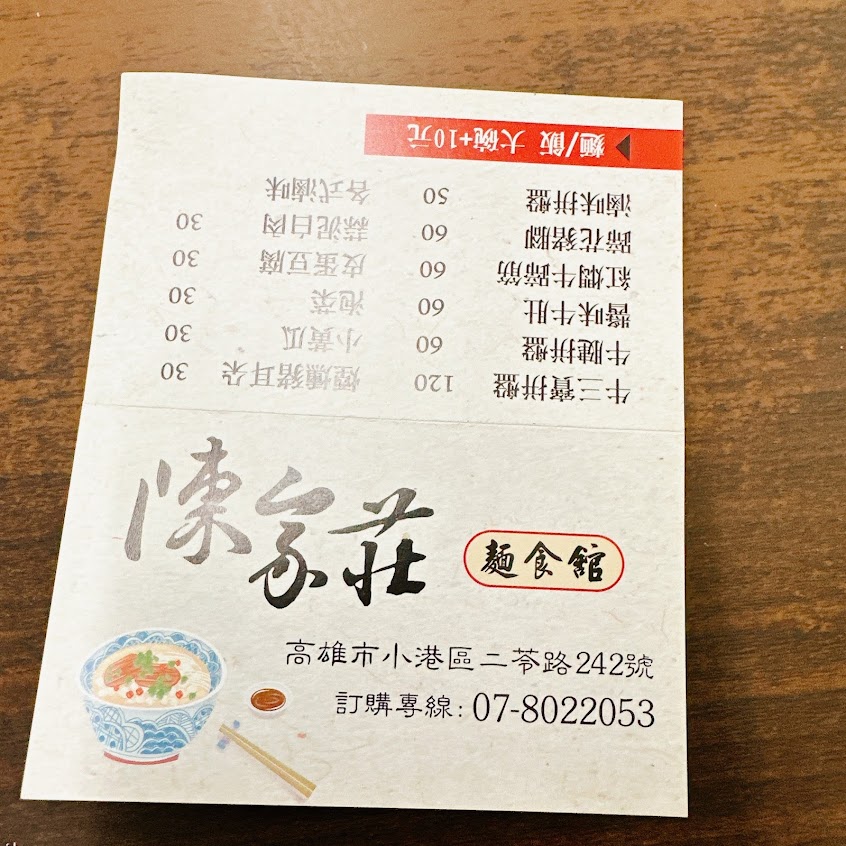 牛三寶拼盤 120 煙燻豬耳朵 30
牛腱拼盤 60 小黃瓜 30
醬味牛肚 60 泡菜 30
紅燜牛蹄筋 60 皮蛋豆腐 30
蹄花豬腳 60 蒜泥白肉 30
滷味拼盤 50 各式滷味
麵/飯 大碗+10元
陳家莊
麵食館
高雄市小港區二苓路242號
訂購專線: 07-8022053